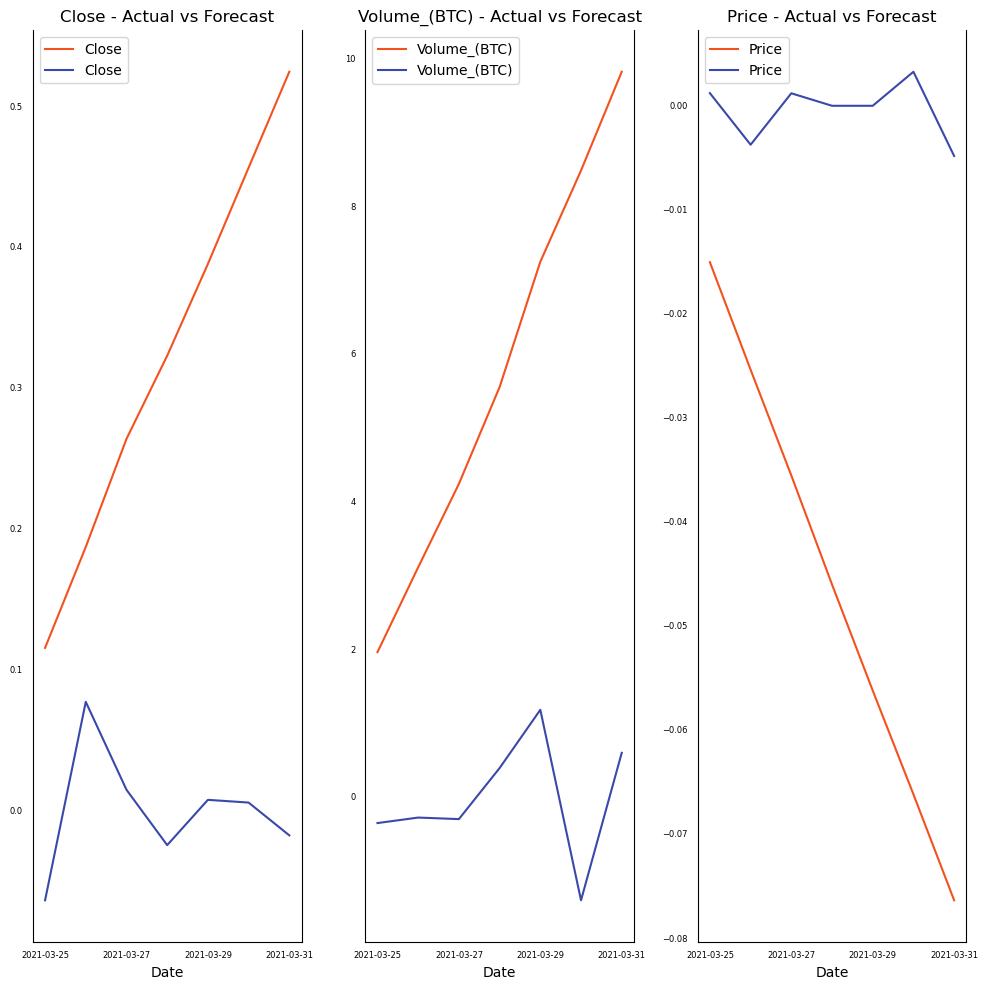 Close - Actual vs Forecast
Close
Close
0.5
0.4
0.3
0.2
0.1
0.0
2021-03-25
2021-03-27
2021-03-29
2021-03-31
Date
Volume_(BTC) - Actual vs Forecast
Volume_(BTC)
Volume_(BTC)
10
8
6
4
2
0
2021-03-25
2021-03-27
2021-03-29
2021-03-31
Date
Price - Actual vs Forecast
Price
Price
0.00
−0.01
−0.02
−0.03
−0.04
−0.05
−0.06
−0.07
−0.08
2021-03-25
2021-03-27
2021-03-29
2021-03-31
Date